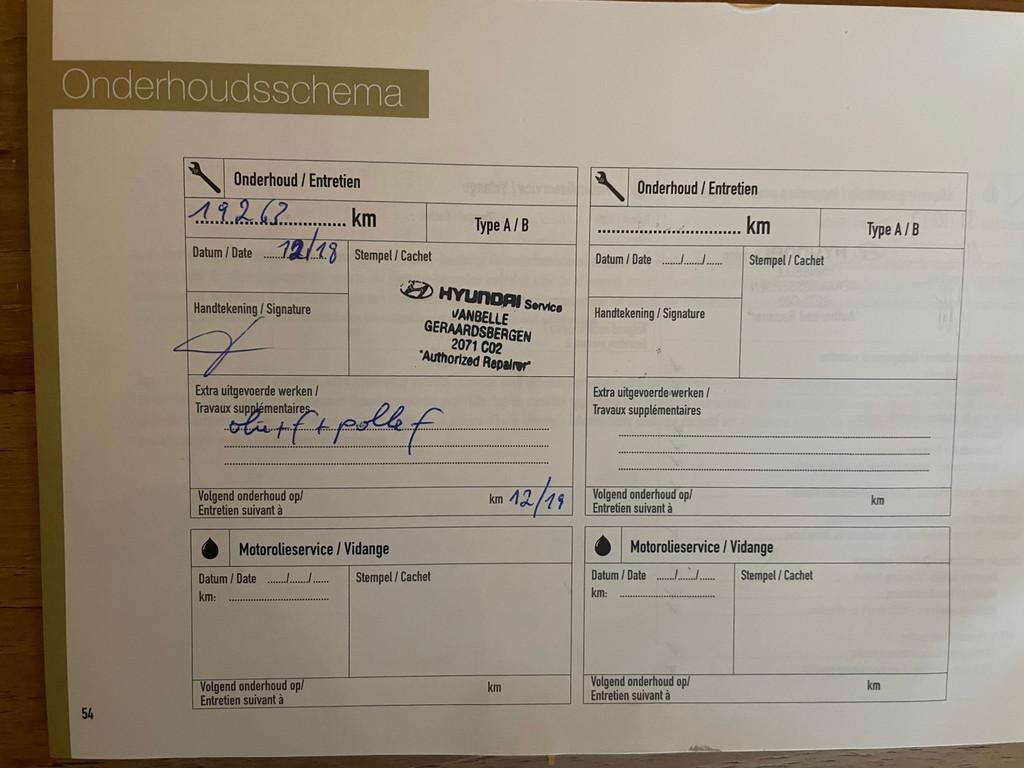 Onderhoudsschema
Onderhoud / Entretien
19263 km
Type A / B
Datum / Date 12/18
Stempel / Cachet
HYUNDAI Service
VANBELLE
GERAARDSBERGEN
2071 C02
"Authorized Repairer"
Handtekening / Signature
Extra uitgevoerde werken /
Travaux supplémentaires
olie+f + polle f
Volgend onderhoud op/
Entretien suivant à
km 12/19
Motorolieservice / Vidange
Datum / Date ....../....../......
Stempel / Cachet
km:
Volgend onderhoud op/
Entretien suivant à
km
Onderhoud / Entretien
km
Type A / B
Datum / Date ....../....../......
Stempel / Cachet
Handtekening / Signature
Extra uitgevoerde werken /
Travaux supplémentaires
Volgend onderhoud op/
Entretien suivant à
km
Motorolieservice / Vidange
Datum / Date ....../....../......
Stempel / Cachet
km:
Volgend onderhoud op/
Entretien suivant à
km
54